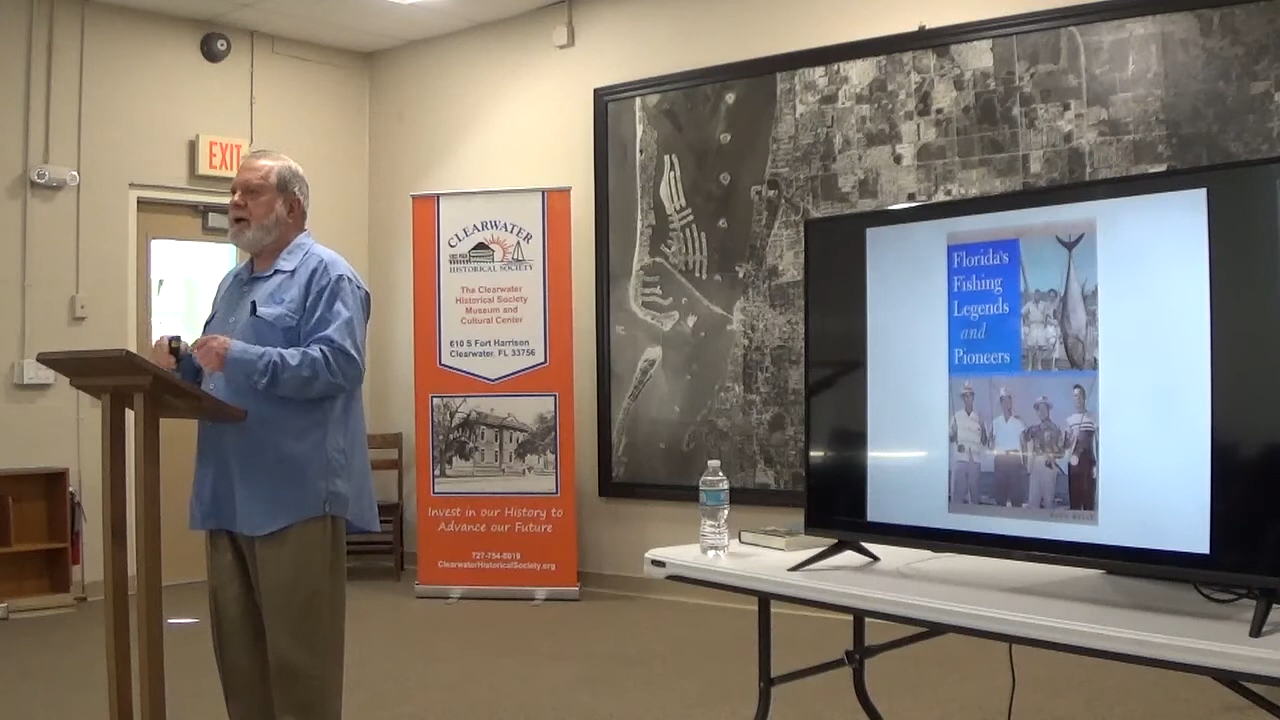 EXIT
CLEARWATER
HISTORICAL SOCIETY
The Clearwater
Historical Society
Museum and
Cultural Center
610 S Fort Harrison
Clearwater, FL 33756
Invest in our History to
Advance our Future
727-754-8019
ClearwaterHistoricalSociety.org
Florida's
Fishing
Legends
and
Pioneers